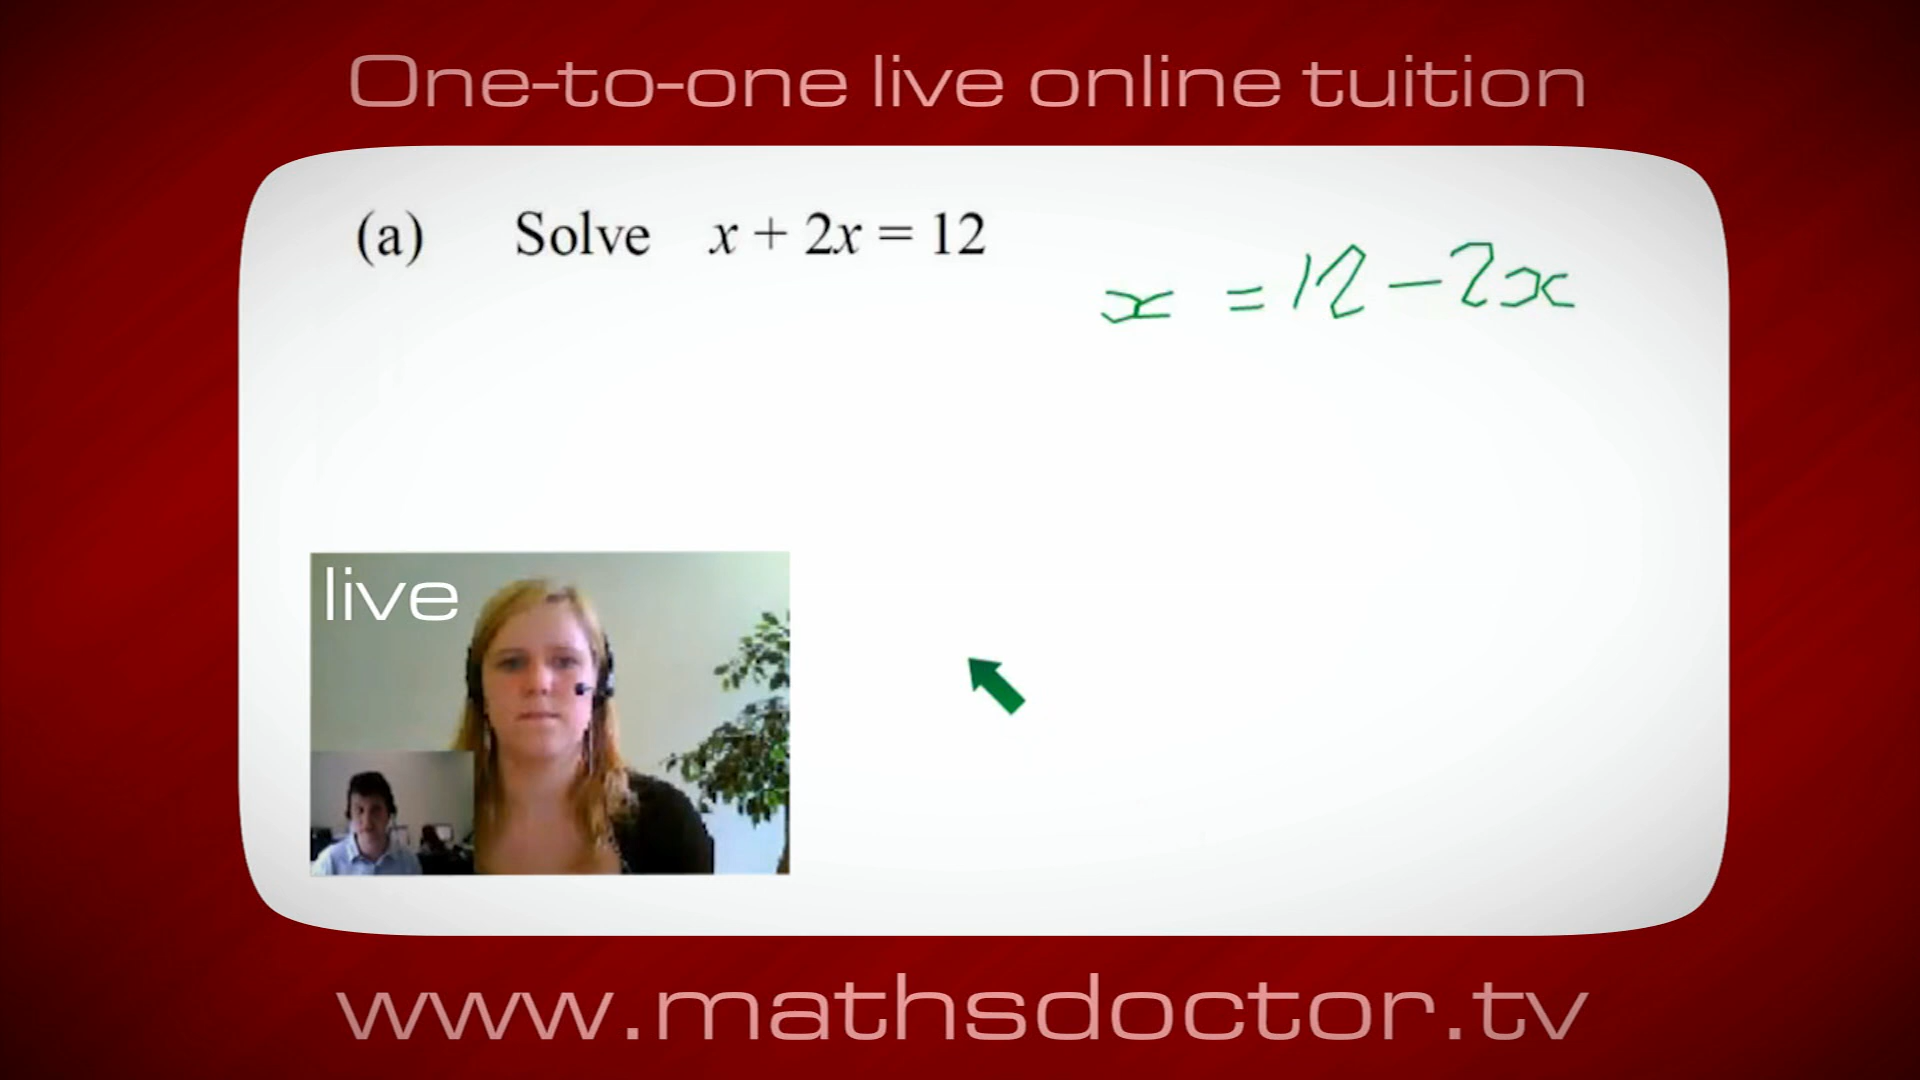 One-to-one live online tuition
(a) Solve x + 2x = 12
x = 12 - 2x
live
www.mathsdoctor.tv